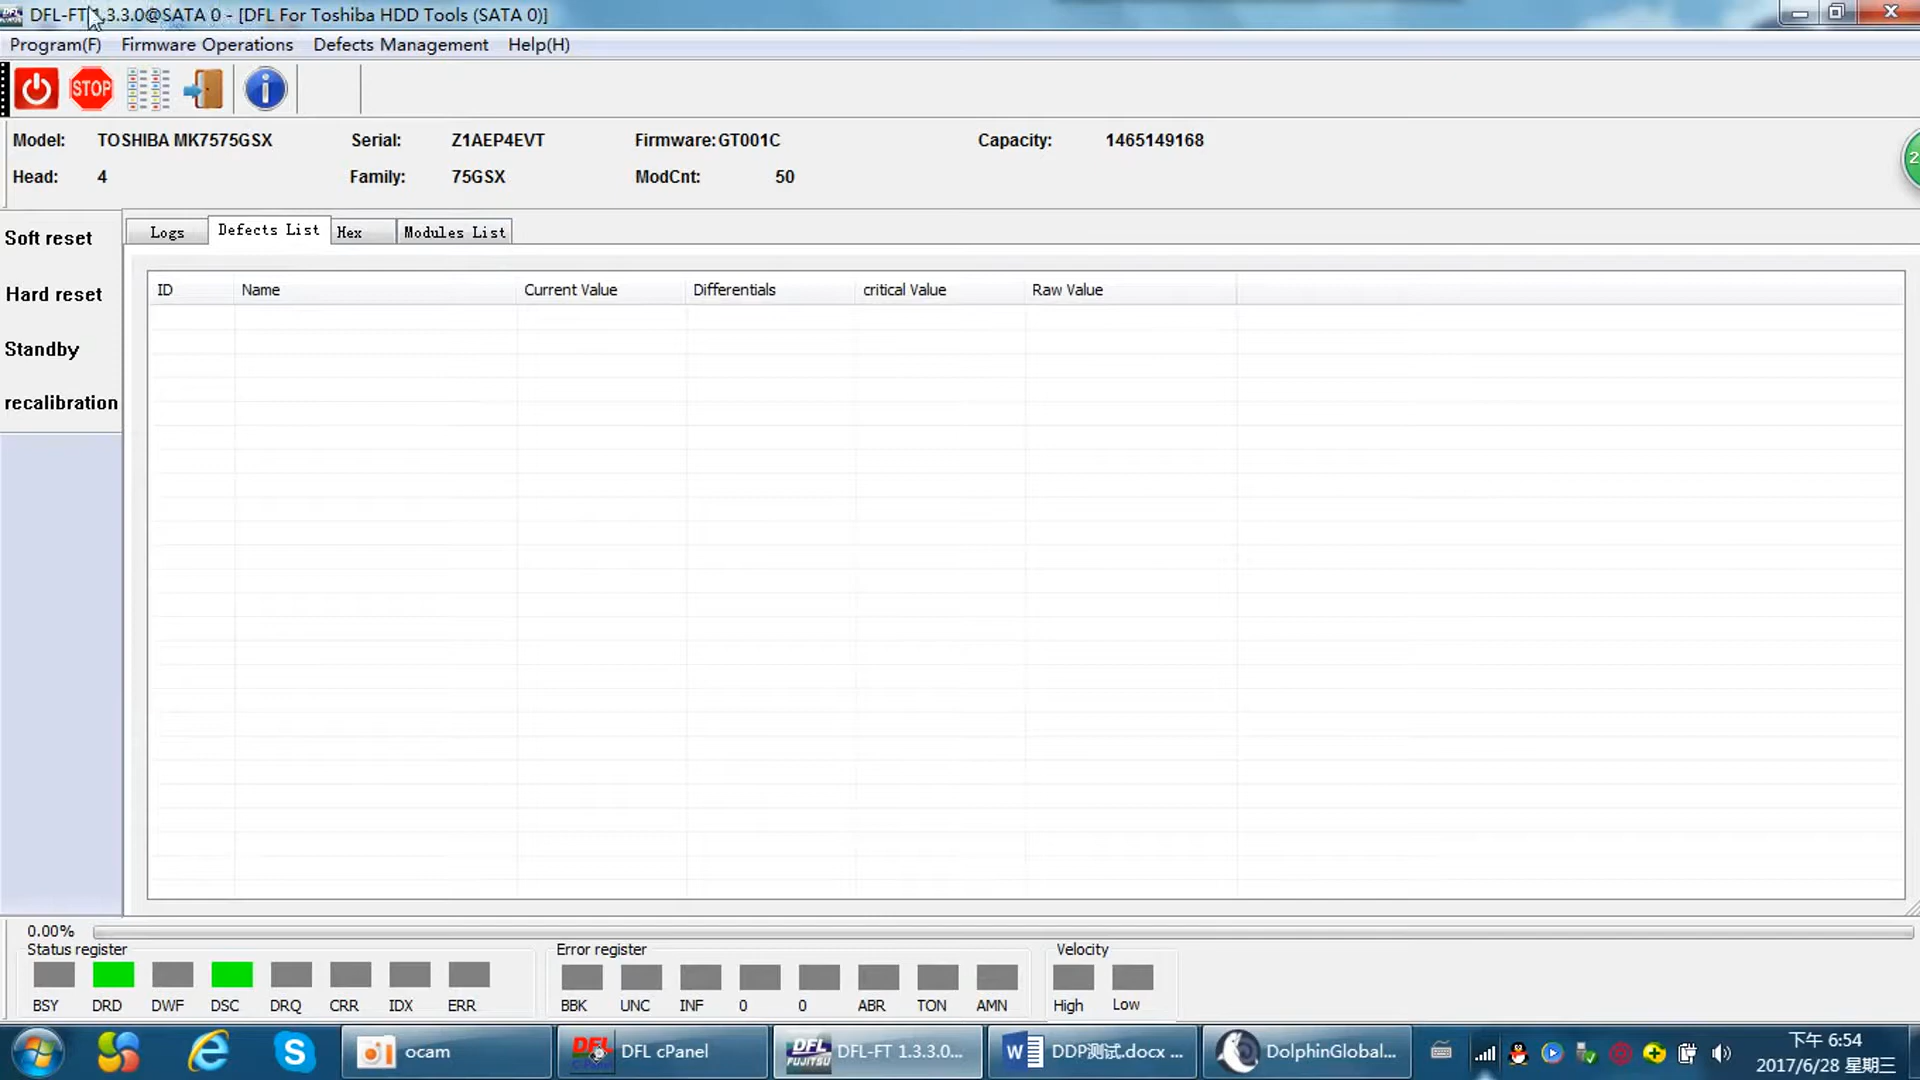 DFL-FT 1.3.3.0@SATA 0 - [DFL For Toshiba HDD Tools (SATA 0)]
Program(F) Firmware Operations Defects Management Help(H)
STOP
Model: TOSHIBA MK7575GSX Serial: Z1AEP4EVT Firmware: GT001C Capacity: 1465149168
Head: 4 Family: 75GSX ModCnt: 50
2
Soft reset
Hard reset
Standby
recalibration
Logs Defects List Hex Modules List
ID Name Current Value Differentials critical Value Raw Value
0.00%
Status register Error register Velocity
BSY DRD DWF DSC DRQ CRR IDX ERR BBK UNC INF 0 0 ABR TON AMN High Low
ocam DFL cPanel DFL FUJITSU DFL-FT 1.3.3.0... DDP测试.docx ... DolphinGlobal...
下午 6:54
2017/6/28 星期三